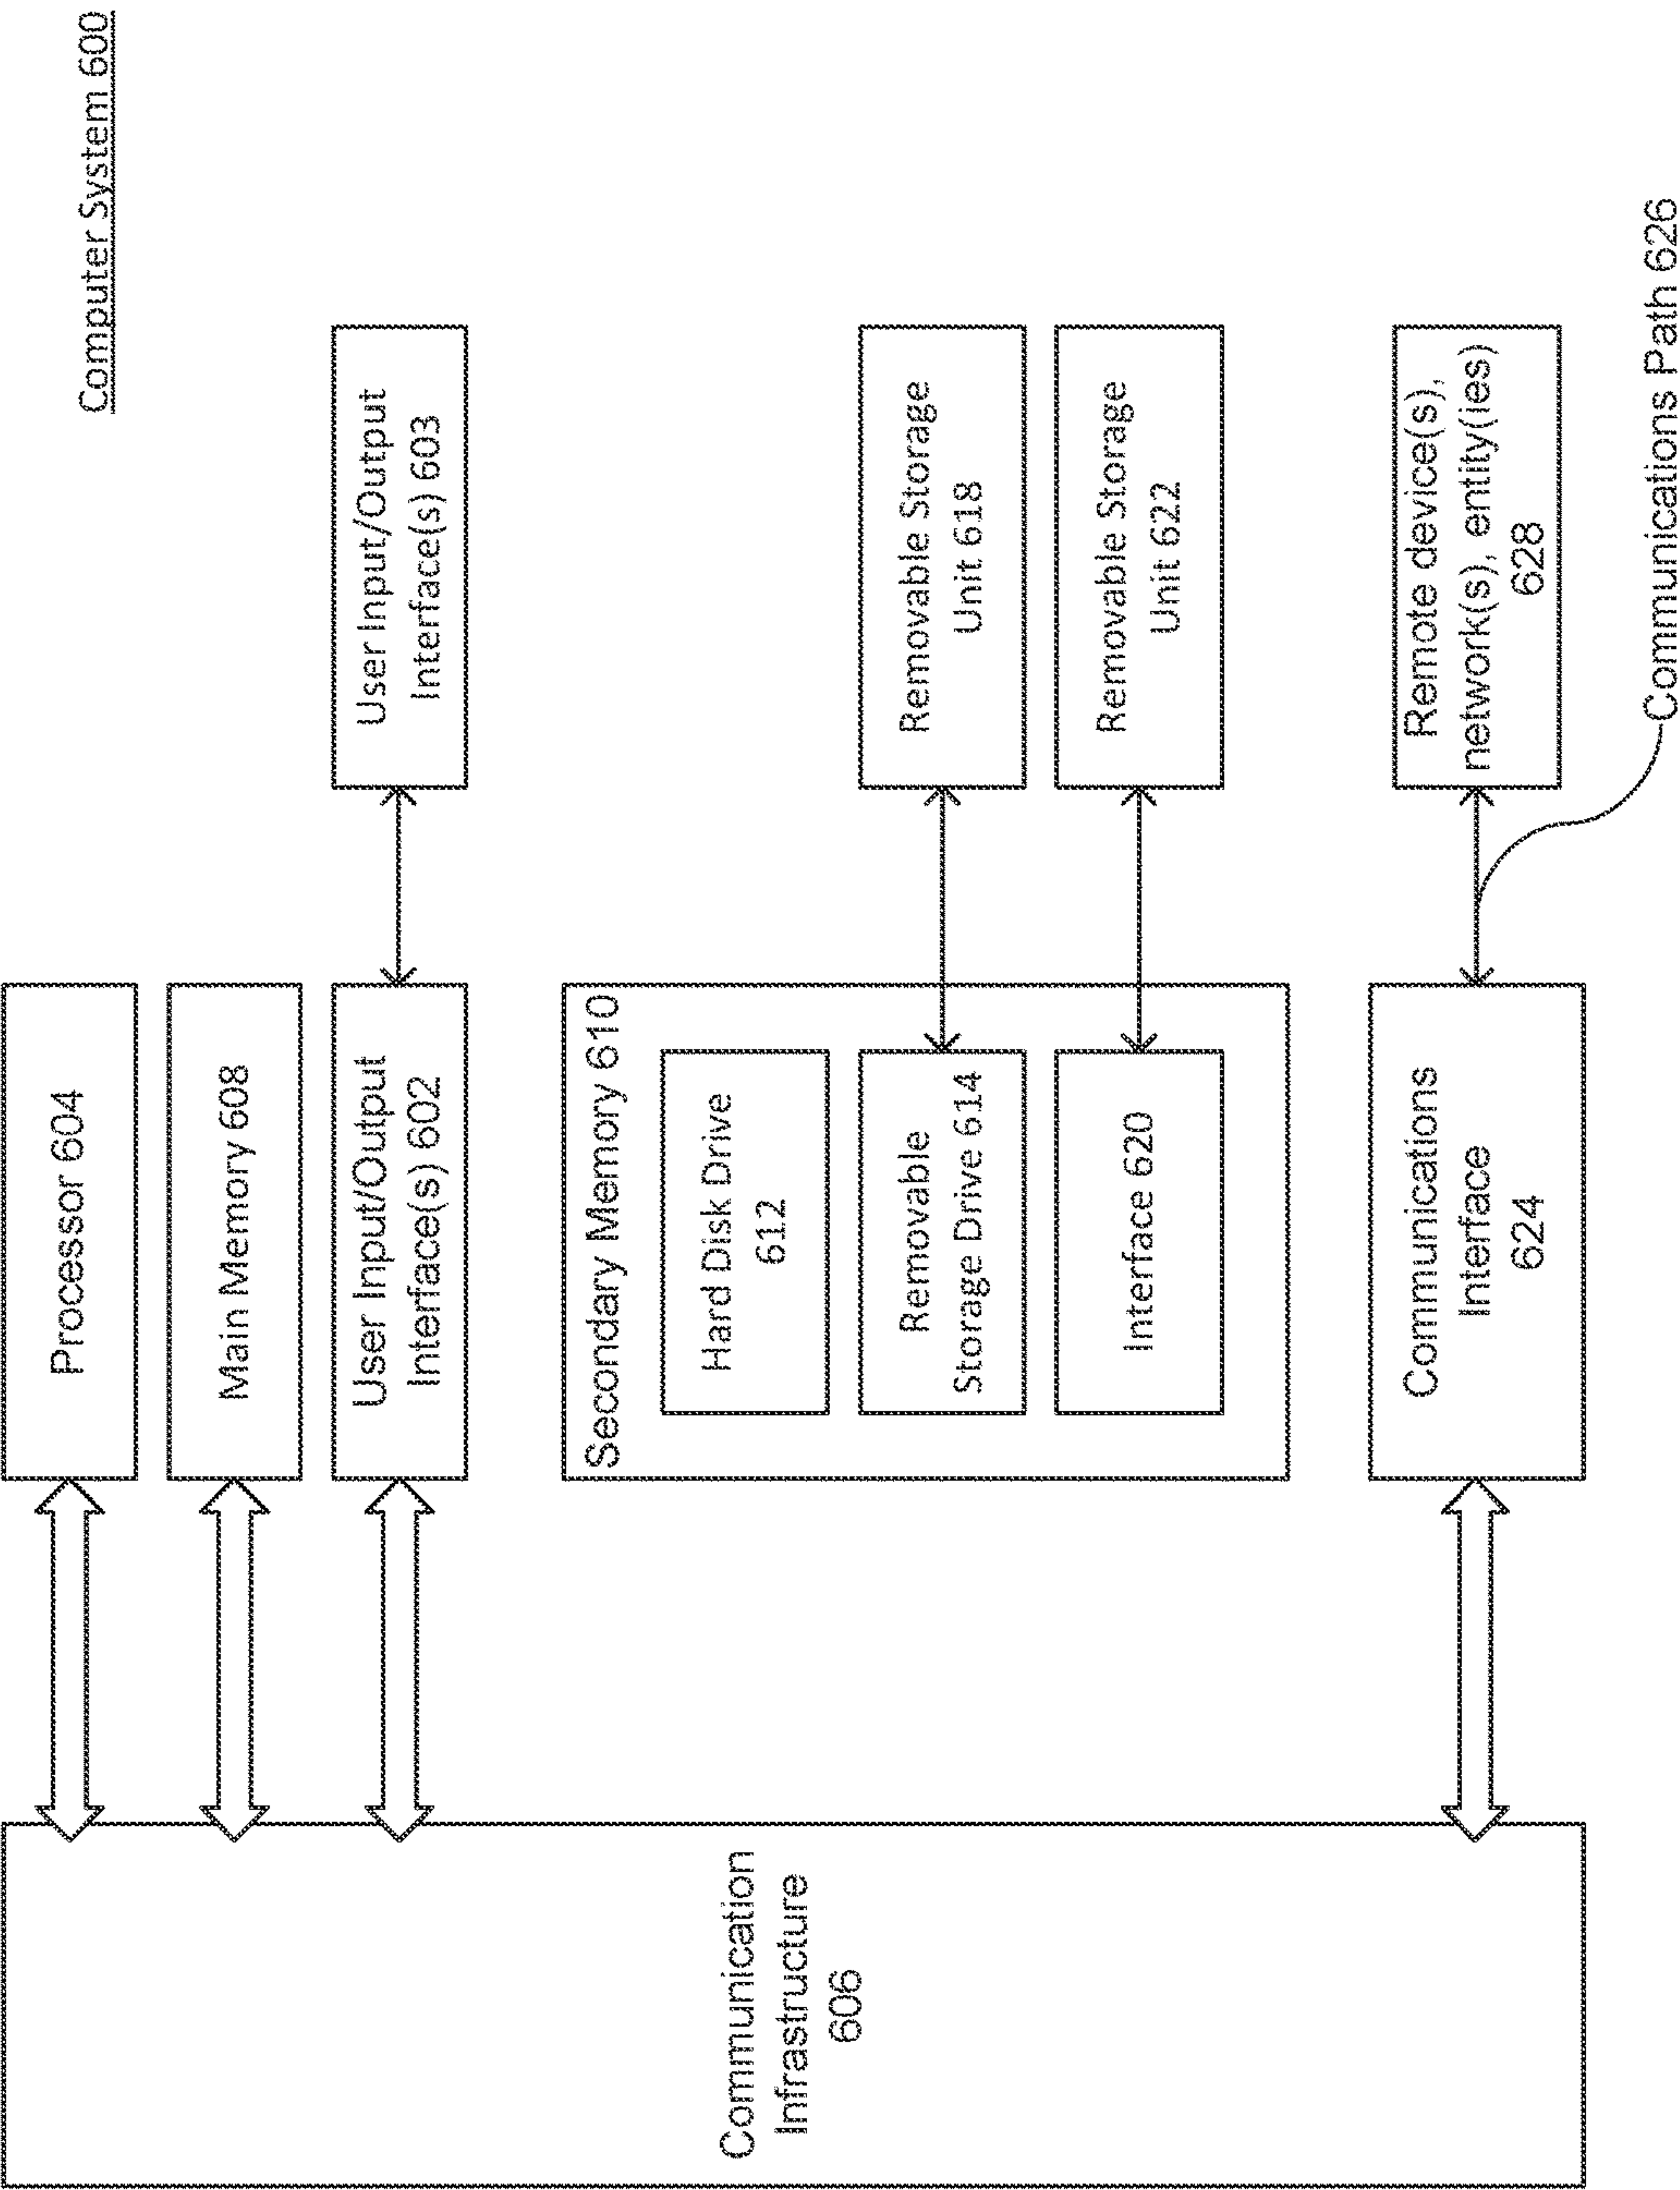 Computer System 600
Processor 604
Main Memory 608
User Input/Output
Interface(s) 602
User Input/Output
Interface(s) 603
Secondary Memory 610
Hard Disk Drive
612
Removable
Storage Drive 614
Removable Storage
Unit 618
Interface 620
Removable Storage
Unit 622
Communication
Infrastructure
606
Communications
Interface
624
Remote device(s),
network(s), entity(ies)
628
Communications Path 626